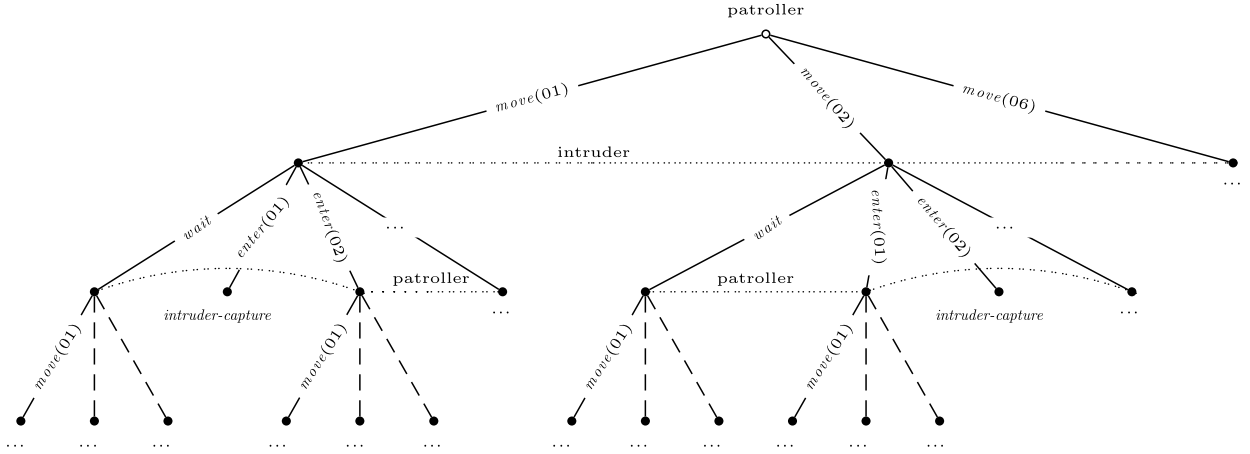 patroller
move(01)
move(02)
move(06)
intruder
...
wait
enter(01)
enter(02)
...
wait
enter(01)
enter(02)
...
patroller
patroller
intruder-capture
...
intruder-capture
...
move(01)
move(01)
move(01)
move(01)
... ... ... ... ... ... ... ... ... ... ... ...